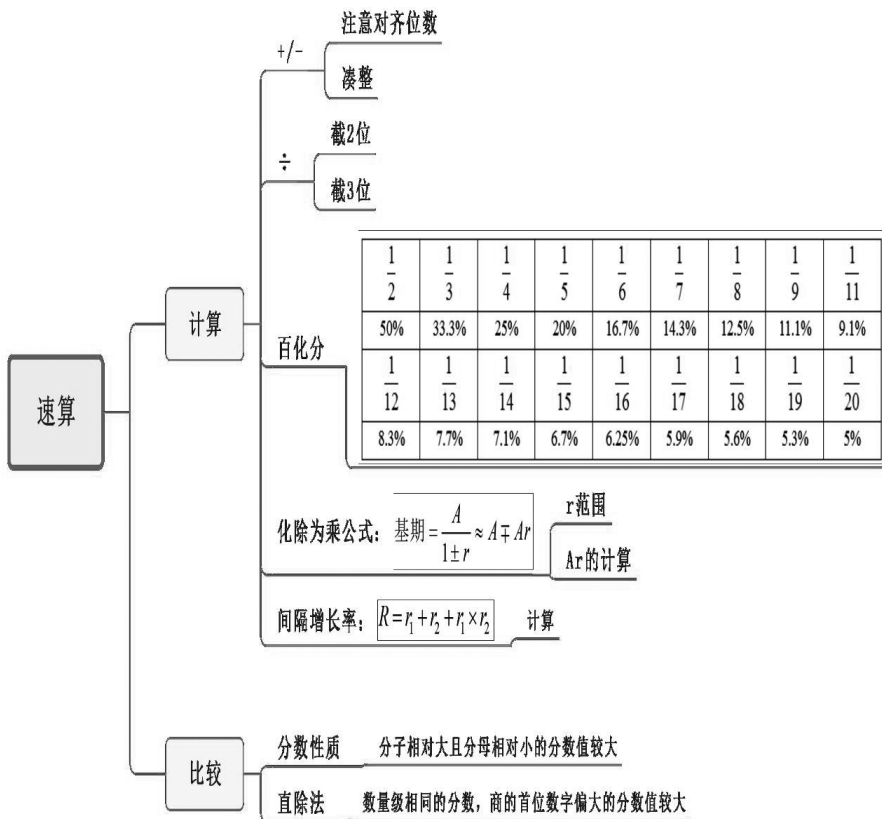 速算
计算
+/-
注意对齐位数
凑整
÷
截2位
截3位
百化分
1/2 1/3 1/4 1/5 1/6 1/7 1/8 1/9 1/11
50% 33.3% 25% 20% 16.7% 14.3% 12.5% 11.1% 9.1%
1/12 1/13 1/14 1/15 1/16 1/17 1/18 1/19 1/20
8.3% 7.7% 7.1% 6.7% 6.25% 5.9% 5.6% 5.3% 5%
化除为乘公式: 基期=A/(1±r)≈A∓Ar
r范围
Ar的计算
间隔增长率: R=r₁+r₂+r₁×r₂ 计算
比较
分数性质 分子相对大且分母相对小的分数值较大
直除法 数量级相同的分数，商的首位数字偏大的分数值较大